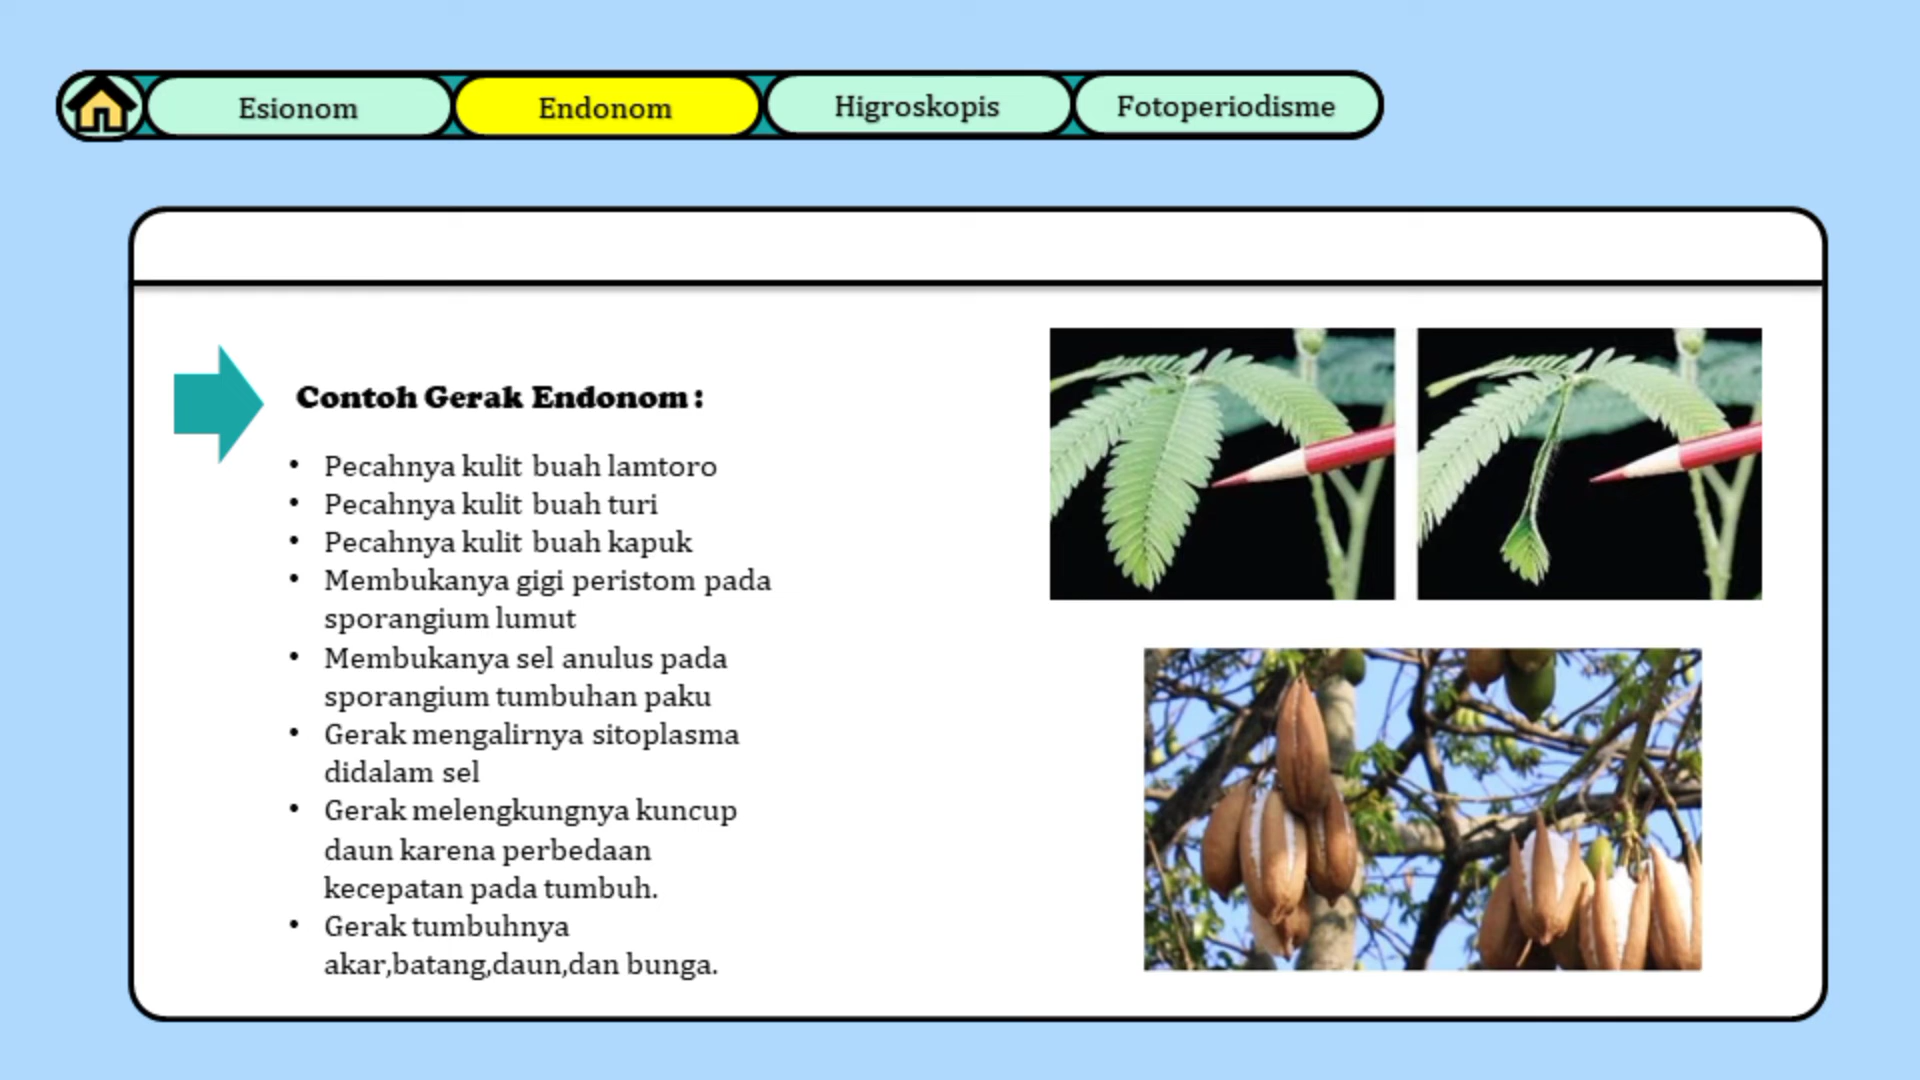 Esionom
Endonom
Higroskopis
Fotoperiodisme
Contoh Gerak Endonom :
• Pecahnya kulit buah lamtoro
• Pecahnya kulit buah turi
• Pecahnya kulit buah kapuk
• Membukanya gigi peristom pada
sporangium lumut
• Membukanya sel anulus pada
sporangium tumbuhan paku
• Gerak mengalirnya sitoplasma
didalam sel
• Gerak melengkungnya kuncup
daun karena perbedaan
kecepatan pada tumbuh.
• Gerak tumbuhnya
akar,batang,daun,dan bunga.